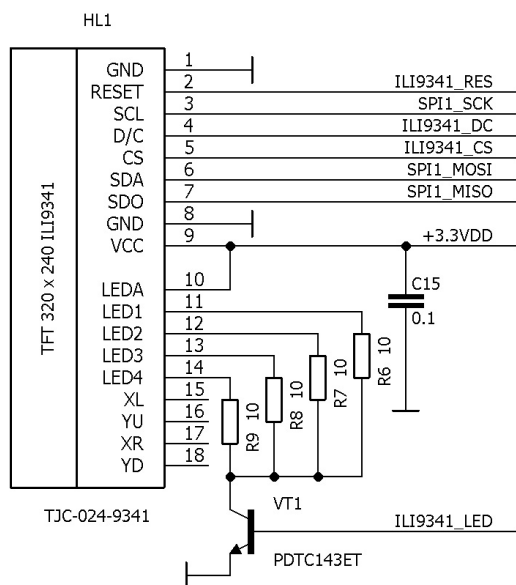 HL1
TFT 320 x 240 ILI9341
GND 1
RESET 2 ILI9341_RES
SCL 3 SPI1_SCK
D/C 4 ILI9341_DC
CS 5 ILI9341_CS
SDA 6 SPI1_MOSI
SDO 7 SPI1_MISO
GND 8
VCC 9 +3.3VDD
LEDA 10
LED1 11
LED2 12
LED3 13
LED4 14
XL 15
YU 16
XR 17
YD 18
C15
0.1
R9 10
R8 10
R7 10
R6 10
TJC-024-9341
VT1
ILI9341_LED
PDTC143ET